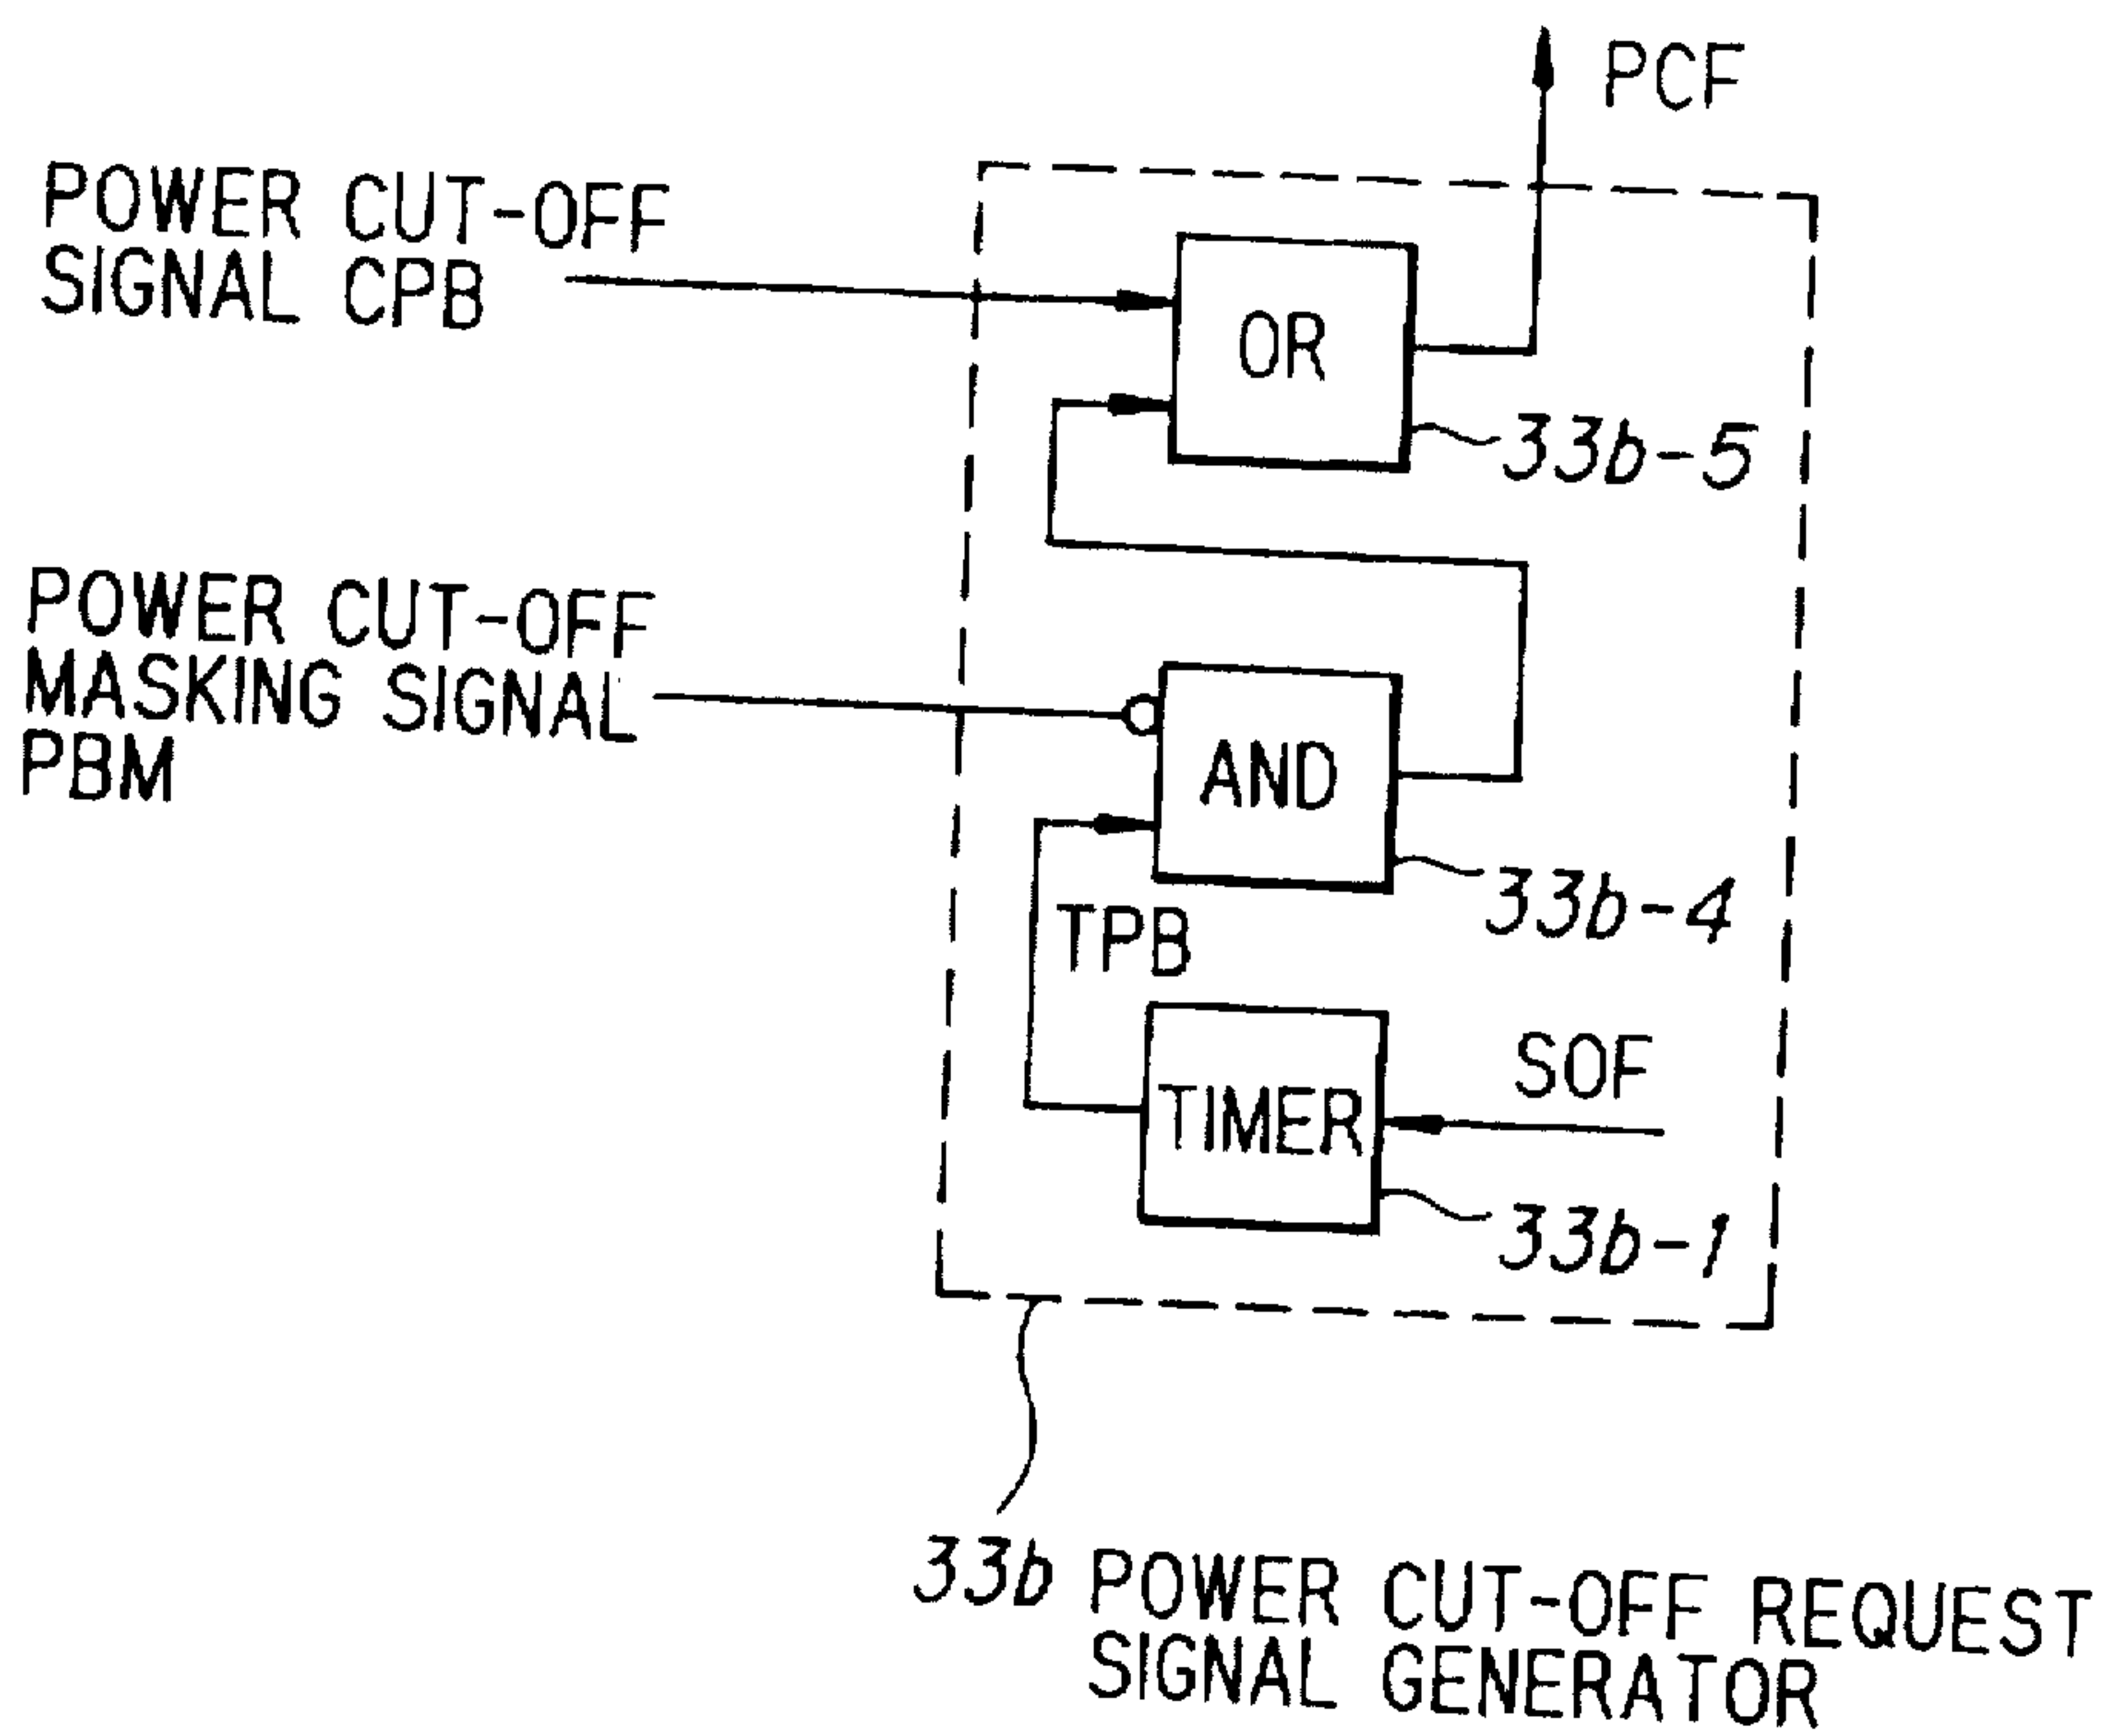 PCF
POWER CUT-OFF
SIGNAL CPB
OR
33b-5
POWER CUT-OFF
MASKING SIGNAL
PBM
AND
33b-4
TPB
SOF
TIMER
33b-1
33b POWER CUT-OFF REQUEST
SIGNAL GENERATOR